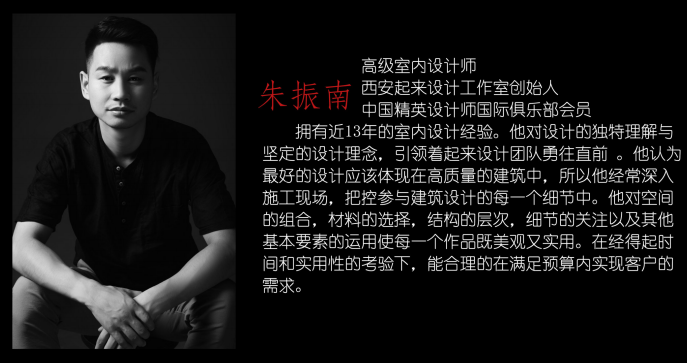 高级室内设计师
朱振南
西安起来设计工作室创始人
中国精英设计师国际俱乐部会员
拥有近13年的室内设计经验。他对设计的独特理解与
坚定的设计理念，引领着起来设计团队勇往直前 。他认为
最好的设计应该体现在高质量的建筑中，所以他经常深入
施工现场，把控参与建筑设计的每一个细节中。他对空间
的组合，材料的选择，结构的层次，细节的关注以及其他
基本要素的运用使每一个作品既美观又实用。在经得起时
间和实用性的考验下，能合理的在满足预算内实现客户的
需求。